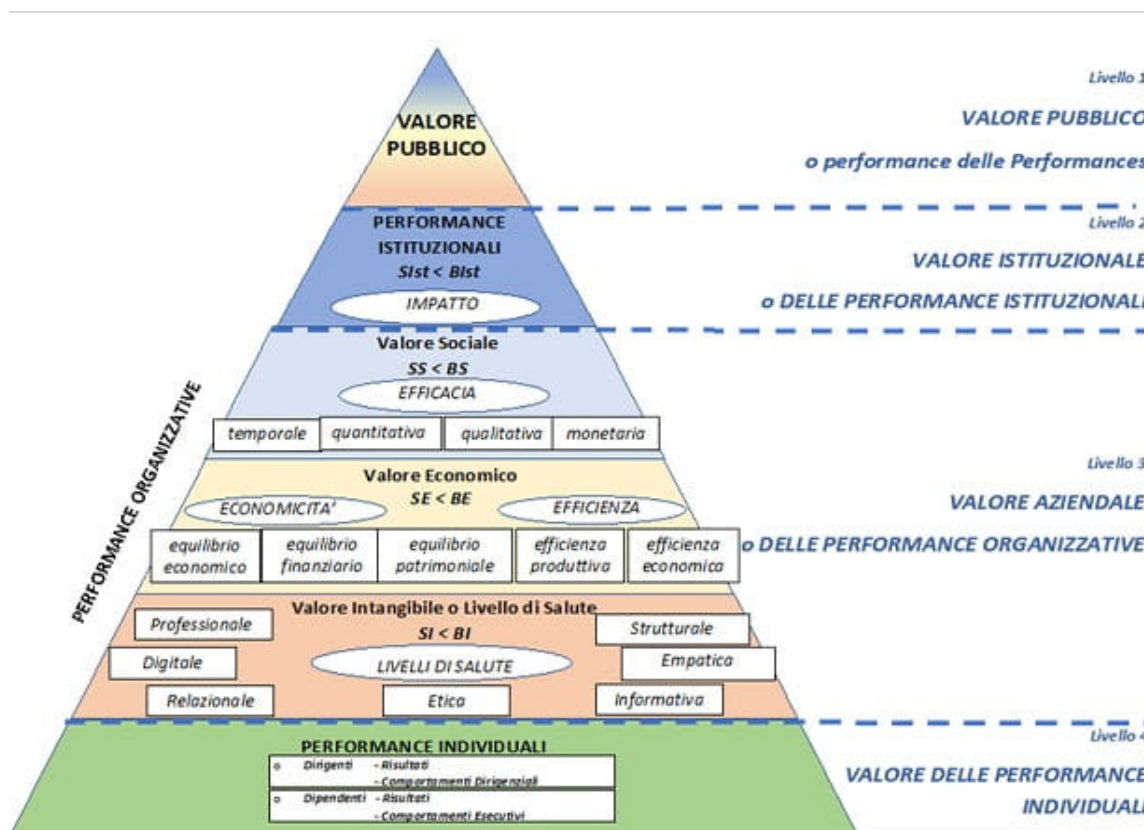 Livello 1
VALORE PUBBLICO
o performance delle Performances
VALORE
PUBBLICO
Livello 2
VALORE ISTITUZIONALE
o DELLE PERFORMANCE ISTITUZIONALI
PERFORMANCE
ISTITUZIONALI
SIst < BIst
IMPATTO
Valore Sociale
SS < BS
EFFICACIA
temporale quantitativa qualitativa monetaria
PERFORMANCE ORGANIZZATIVE
Livello 3
VALORE AZIENDALE
o DELLE PERFORMANCE ORGANIZZATIVE
Valore Economico
SE < BE
ECONOMICITA' EFFICIENZA
equilibrio economico
equilibrio finanziario
equilibrio patrimoniale
efficienza produttiva
efficienza economica
Valore Intangibile o Livello di Salute
SI < BI
Professionale Strutturale
Digitale LIVELLI DI SALUTE Empatica
Relazionale Etica Informativa
Livello 4
VALORE DELLE PERFORMANCE
INDIVIDUALI
PERFORMANCE INDIVIDUALI
o Dirigenti - Risultati
- Comportamenti Dirigenziali
o Dipendenti - Risultati
- Comportamenti Esecutivi